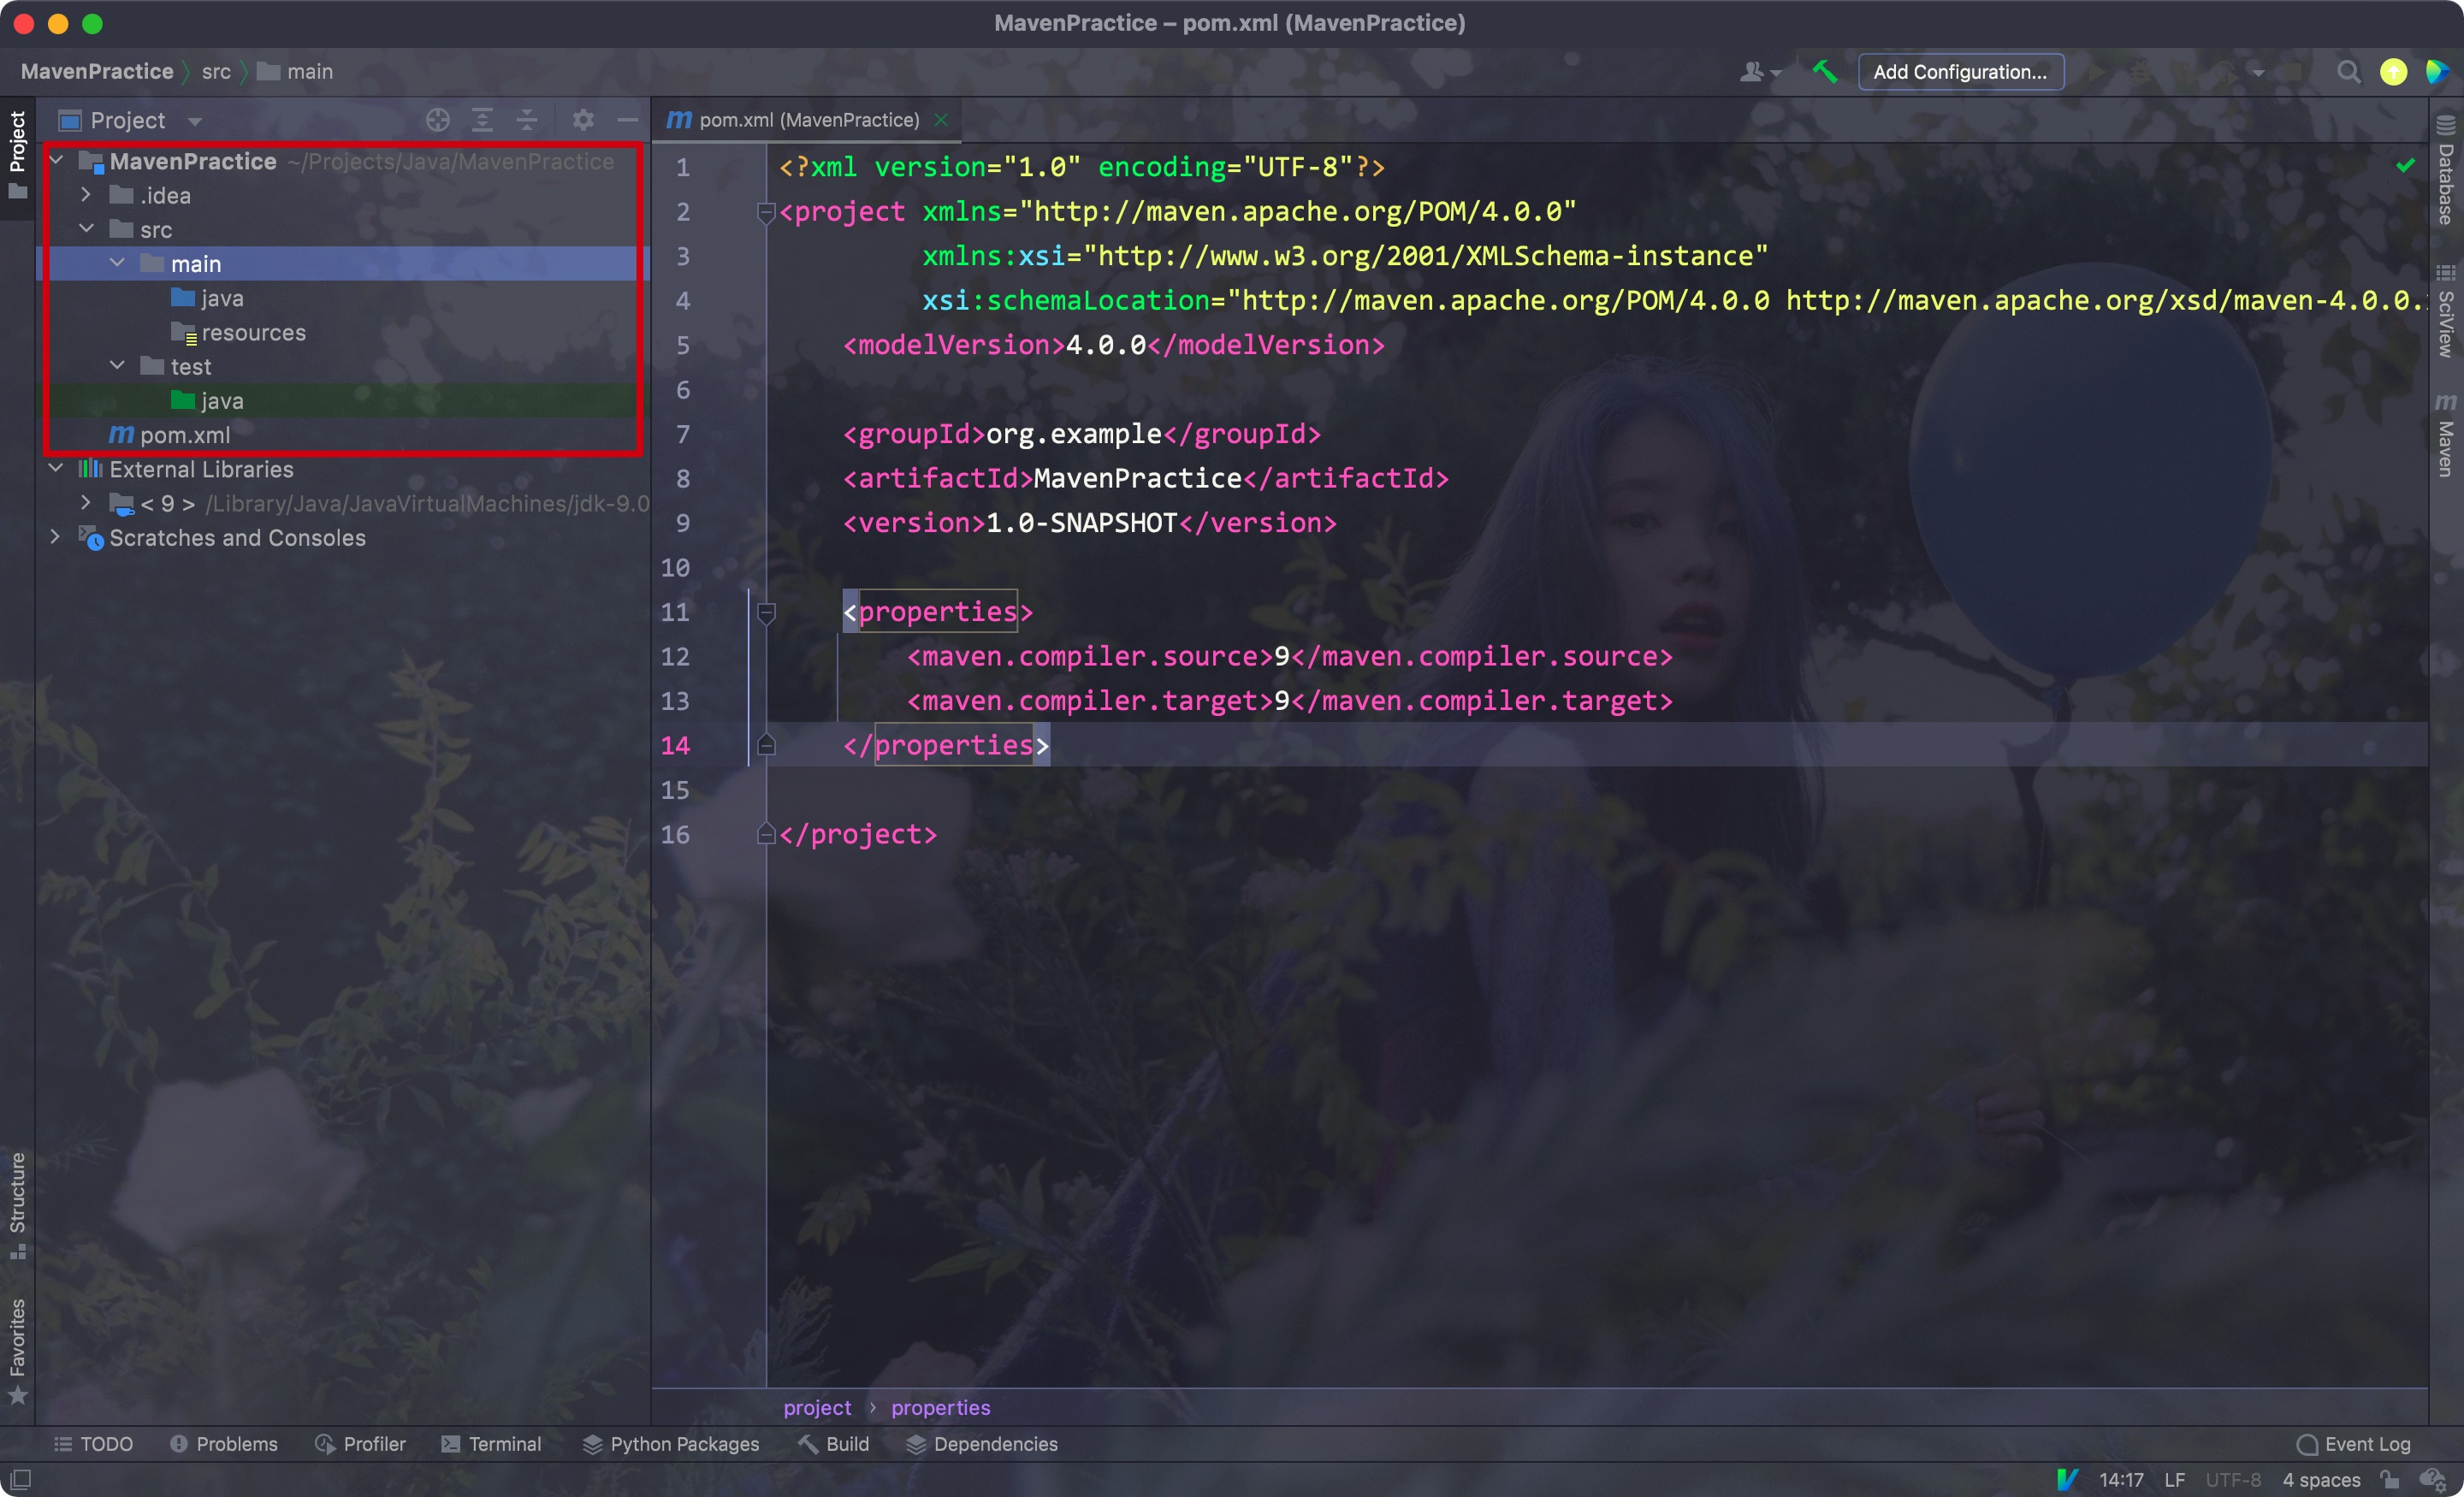 MavenPractice – pom.xml (MavenPractice)
MavenPractice src main
Add Configuration...
Project
Project
pom.xml (MavenPractice)
MavenPractice ~/Projects/Java/MavenPractice
.idea
src
main
java
resources
test
java
pom.xml
External Libraries
< 9 > /Library/Java/JavaVirtualMachines/jdk-9.0
Scratches and Consoles
1 <?xml version="1.0" encoding="UTF-8"?>
2 <project xmlns="http://maven.apache.org/POM/4.0.0"
3 xmlns:xsi="http://www.w3.org/2001/XMLSchema-instance"
4 xsi:schemaLocation="http://maven.apache.org/POM/4.0.0 http://maven.apache.org/xsd/maven-4.0.0.
5 <modelVersion>4.0.0</modelVersion>
6
7 <groupId>org.example</groupId>
8 <artifactId>MavenPractice</artifactId>
9 <version>1.0-SNAPSHOT</version>
10
11 <properties>
12 <maven.compiler.source>9</maven.compiler.source>
13 <maven.compiler.target>9</maven.compiler.target>
14 </properties>
15
16 </project>
Database
SciView
Maven
Structure
Favorites
project › properties
TODO Problems Profiler Terminal Python Packages Build Dependencies Event Log
14:17 LF UTF-8 4 spaces